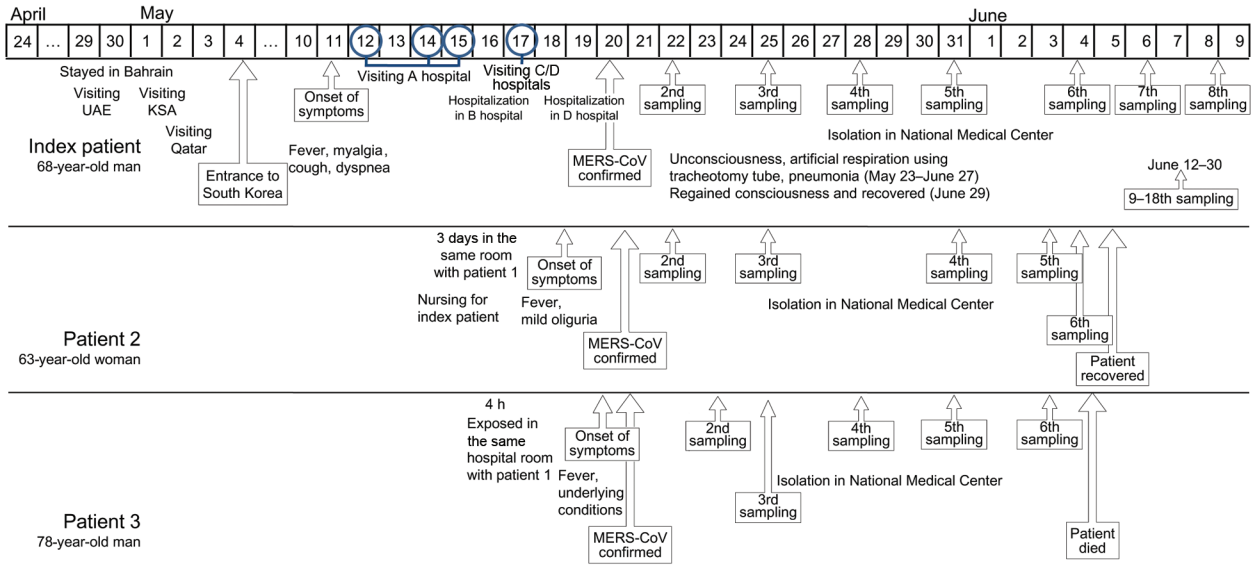 April May June
24 ... 29 30 1 2 3 4 ... 10 11 12 13 14 15 16 17 18 19 20 21 22 23 24 25 26 27 28 29 30 31 1 2 3 4 5 6 7 8 9
Stayed in Bahrain
Visiting
UAE
Visiting
KSA
Visiting
Qatar
Index patient
68-year-old man
Entrance to
South Korea
Onset of
symptoms
Fever, myalgia,
cough, dyspnea
Visiting A hospital
Visiting C/D
hospitals
Hospitalization
in B hospital
Hospitalization
in D hospital
MERS-CoV
confirmed
2nd
sampling
3rd
sampling
4th
sampling
5th
sampling
6th
sampling
7th
sampling
8th
sampling
Isolation in National Medical Center
Unconsciousness, artificial respiration using
tracheotomy tube, pneumonia (May 23–June 27)
Regained consciousness and recovered (June 29)
June 12–30
9–18th sampling
Patient 2
63-year-old woman
3 days in the
same room
with patient 1
Nursing for
index patient
Onset of
symptoms
Fever,
mild oliguria
MERS-CoV
confirmed
2nd
sampling
3rd
sampling
4th
sampling
5th
sampling
Isolation in National Medical Center
6th
sampling
Patient
recovered
Patient 3
78-year-old man
4 h
Exposed in
the same
hospital room
with patient 1
Onset of
symptoms
Fever,
underlying
conditions
MERS-CoV
confirmed
2nd
sampling
3rd
sampling
4th
sampling
5th
sampling
6th
sampling
Isolation in National Medical Center
Patient
died